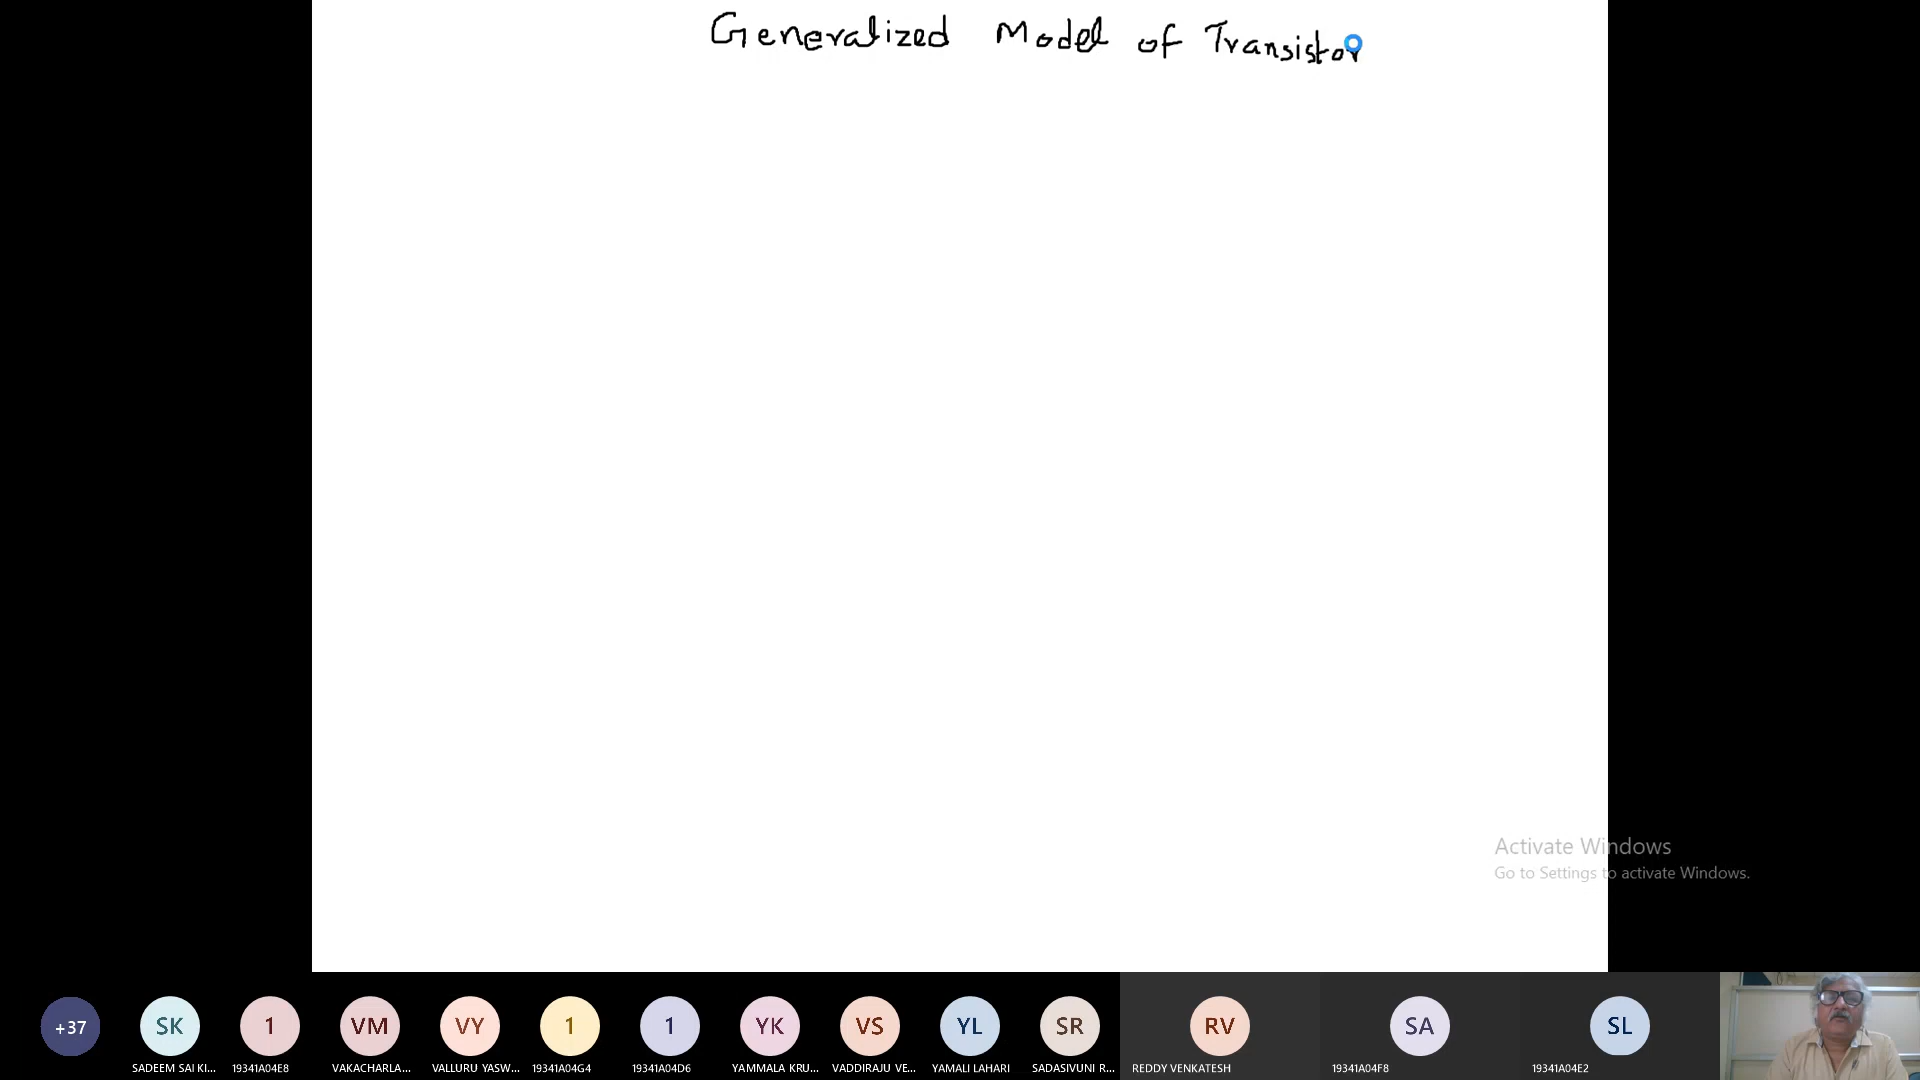 Generalized Model of Transistor
Activate Windows
Go to Settings to activate Windows.
+37
SK
1
VM
VY
1
1
YK
VS
YL
SR
RV
SA
SL
SADEEM SAI KI...
19341A04E8
VAKACHARLA...
VALLURU YASW...
19341A04G4
19341A04D6
YAMMALA KRU...
VADDIRAJU VE...
YAMALI LAHARI
SADASIVUNI R...
REDDY VENKATESH
19341A04F8
19341A04E2